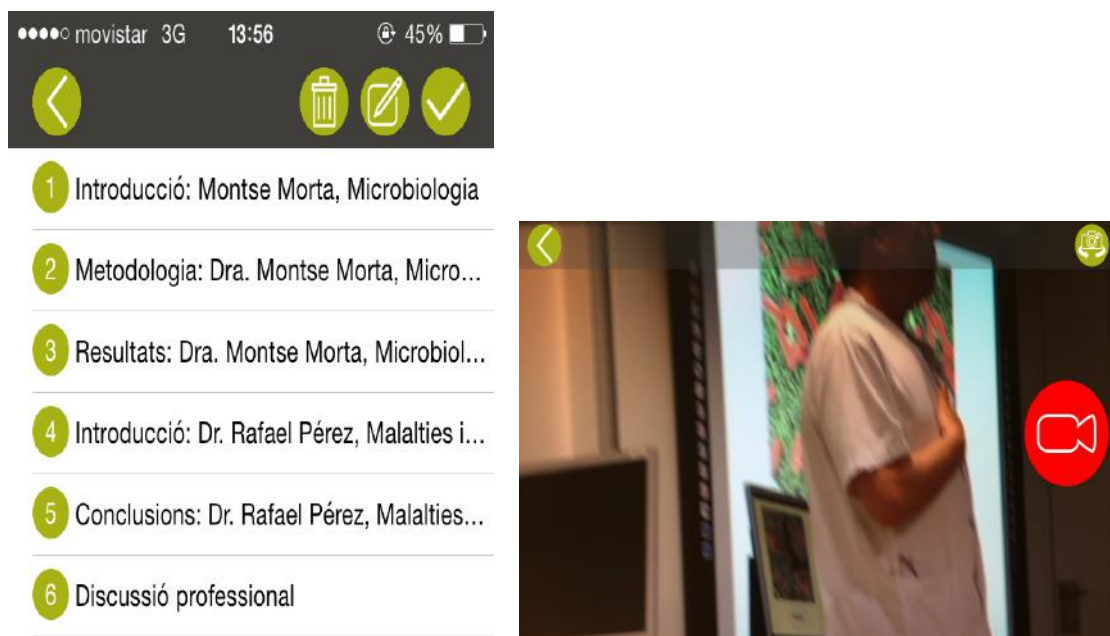 movistar 3G 13:56 45%
1 Introducció: Montse Morta, Microbiologia
2 Metodologia: Dra. Montse Morta, Micro...
3 Resultats: Dra. Montse Morta, Microbiol...
4 Introducció: Dr. Rafael Pérez, Malalties i...
5 Conclusions: Dr. Rafael Pérez, Malalties...
6 Discussió professional